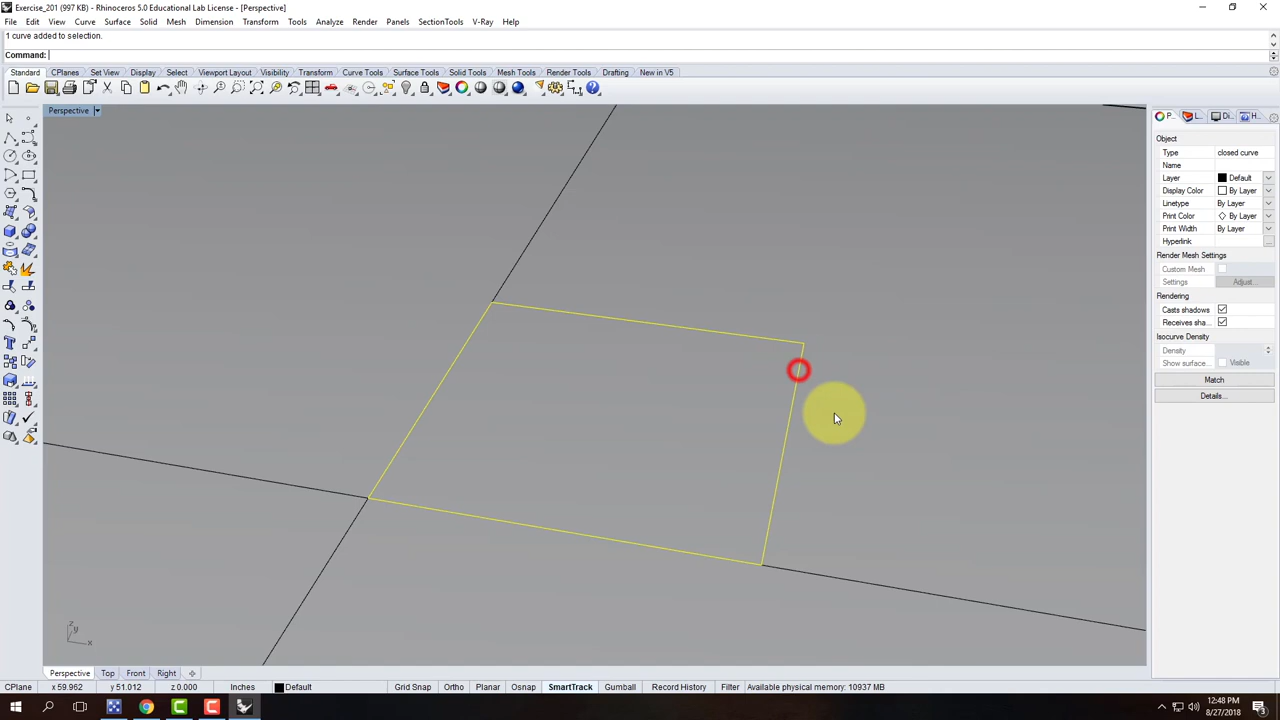 Exercise_201 (997 KB) - Rhinoceros 5.0 Educational Lab License - [Perspective]
File Edit View Curve Surface Solid Mesh Dimension Transform Tools Analyze Render Panels SectionTools V-Ray Help
1 curve added to selection.
Command:
Standard CPlanes Set View Display Select Viewport Layout Visibility Transform Curve Tools Surface Tools Solid Tools Mesh Tools Render Tools Drafting New in V5
Perspective
P... L... Di... H...
Object
Type closed curve
Name
Layer Default
Display Color By Layer
Linetype By Layer
Print Color By Layer
Print Width By Layer
Hyperlink ...
Render Mesh Settings
Custom Mesh
Settings Adjust...
Rendering
Casts shadows
Receives sha...
Isocurve Density
Density
Show surface... Visible
Match
Details...
z
y
x
Perspective Top Front Right
CPlane x 59.962 y 51.012 z 0.000 Inches Default Grid Snap Ortho Planar Osnap SmartTrack Gumball Record History Filter Available physical memory: 10937 MB
12:48 PM
8/27/2018
3